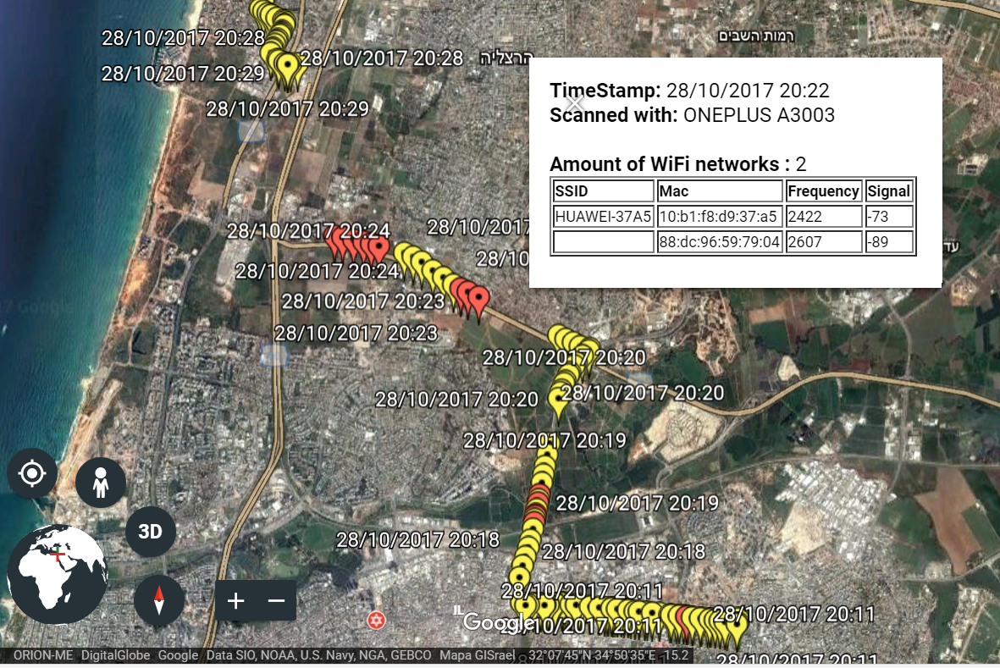 28/10/2017 20:28
רמות השבים
28/10/2017 20:28
הרצליה
28/10/2017 20:29
28/10/2017 20:29
TimeStamp: 28/10/2017 20:22
Scanned with: ONEPLUS A3003
Amount of WiFi networks : 2
SSID Mac Frequency Signal
HUAWEI-37A5 10:b1:f8:d9:37:a5 2422 -73
88:dc:96:59:79:04 2607 -89
28/10/2017 20:24
28/10/2017
28/10
28/10/2017 20:24
28/10/2017 20:23
28/10/2017 20:23
28/10/2017 20:20
28/10/2017 20:20
28/10/2017 20:20
28/10/2017 20:19
28/10/2017 20:19
28/10/2017 20:18
28/10/2017 20:18
3D
28/10/2017 20:11
28/10/2017 20:11
IL
Google
28/10/2017 20:11
ORION-ME DigitalGlobe Google Data SIO, NOAA, U.S. Navy, NGA, GEBCO Mapa GISrael 32°07'45"N 34°50'35"E 15.2
28/10/2017 20:11